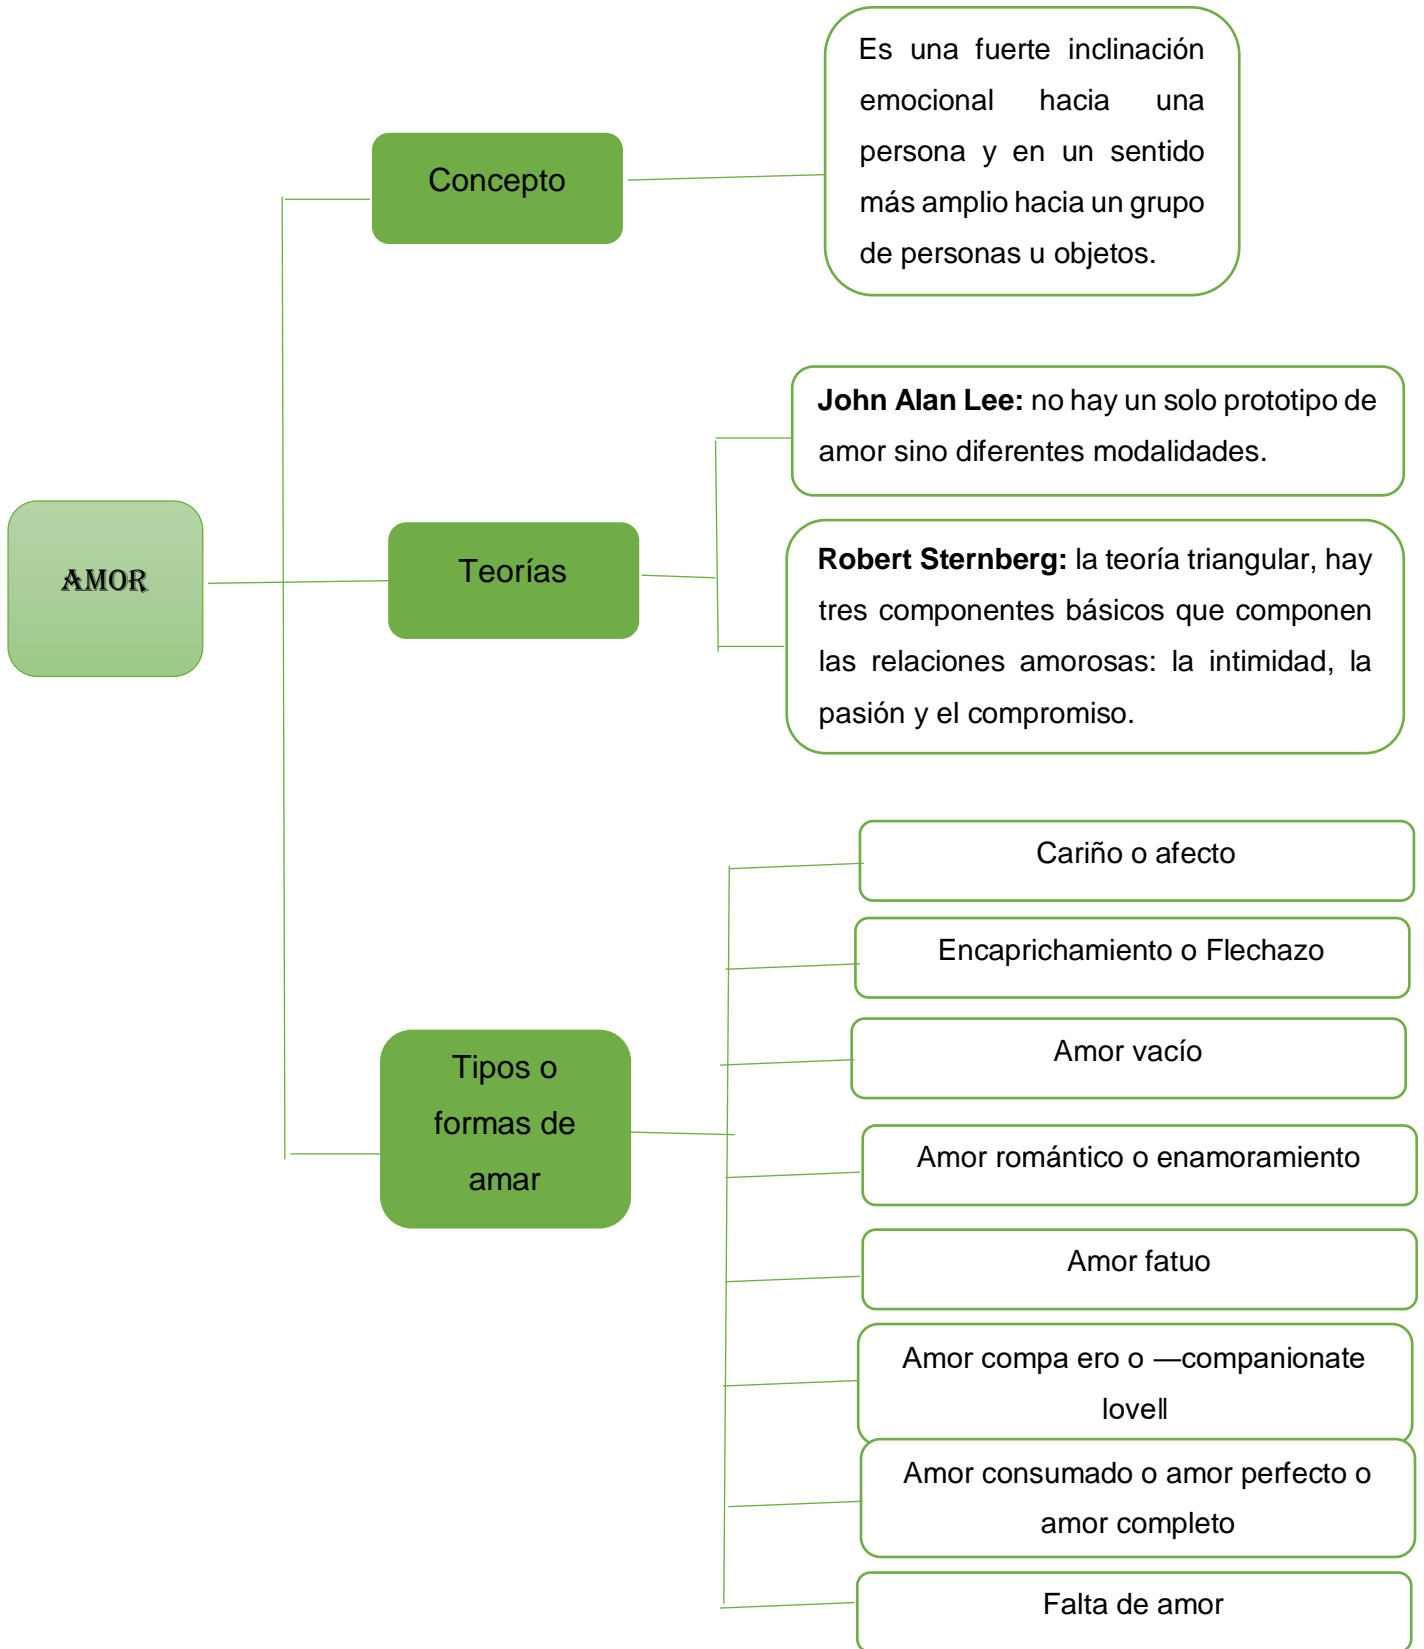 Es una fuerte inclinación
emocional hacia una
persona y en un sentido
más amplio hacia un grupo
de personas u objetos.
Concepto
John Alan Lee: no hay un solo prototipo de
amor sino diferentes modalidades.
AMOR
Teorías
Robert Sternberg: la teoría triangular, hay
tres componentes básicos que componen
las relaciones amorosas: la intimidad, la
pasión y el compromiso.
Tipos o
formas de
amar
Cariño o afecto
Encaprichamiento o Flechazo
Amor vacío
Amor romántico o enamoramiento
Amor fatuo
Amor compa ero o ―companionate
love‖
Amor consumado o amor perfecto o
amor completo
Falta de amor